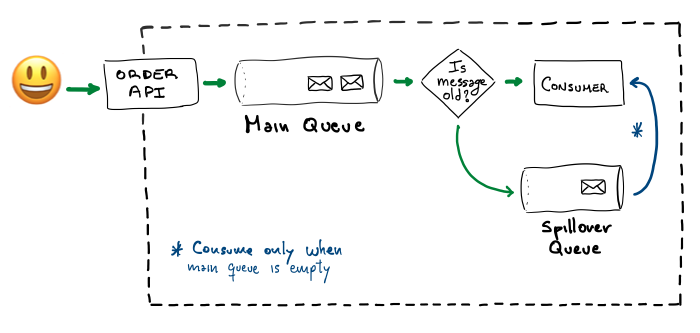 ORDER
API
Main Queue
Is
message
old?
CONSUMER
*
Spillover
Queue
* Consume only when
main queue is empty